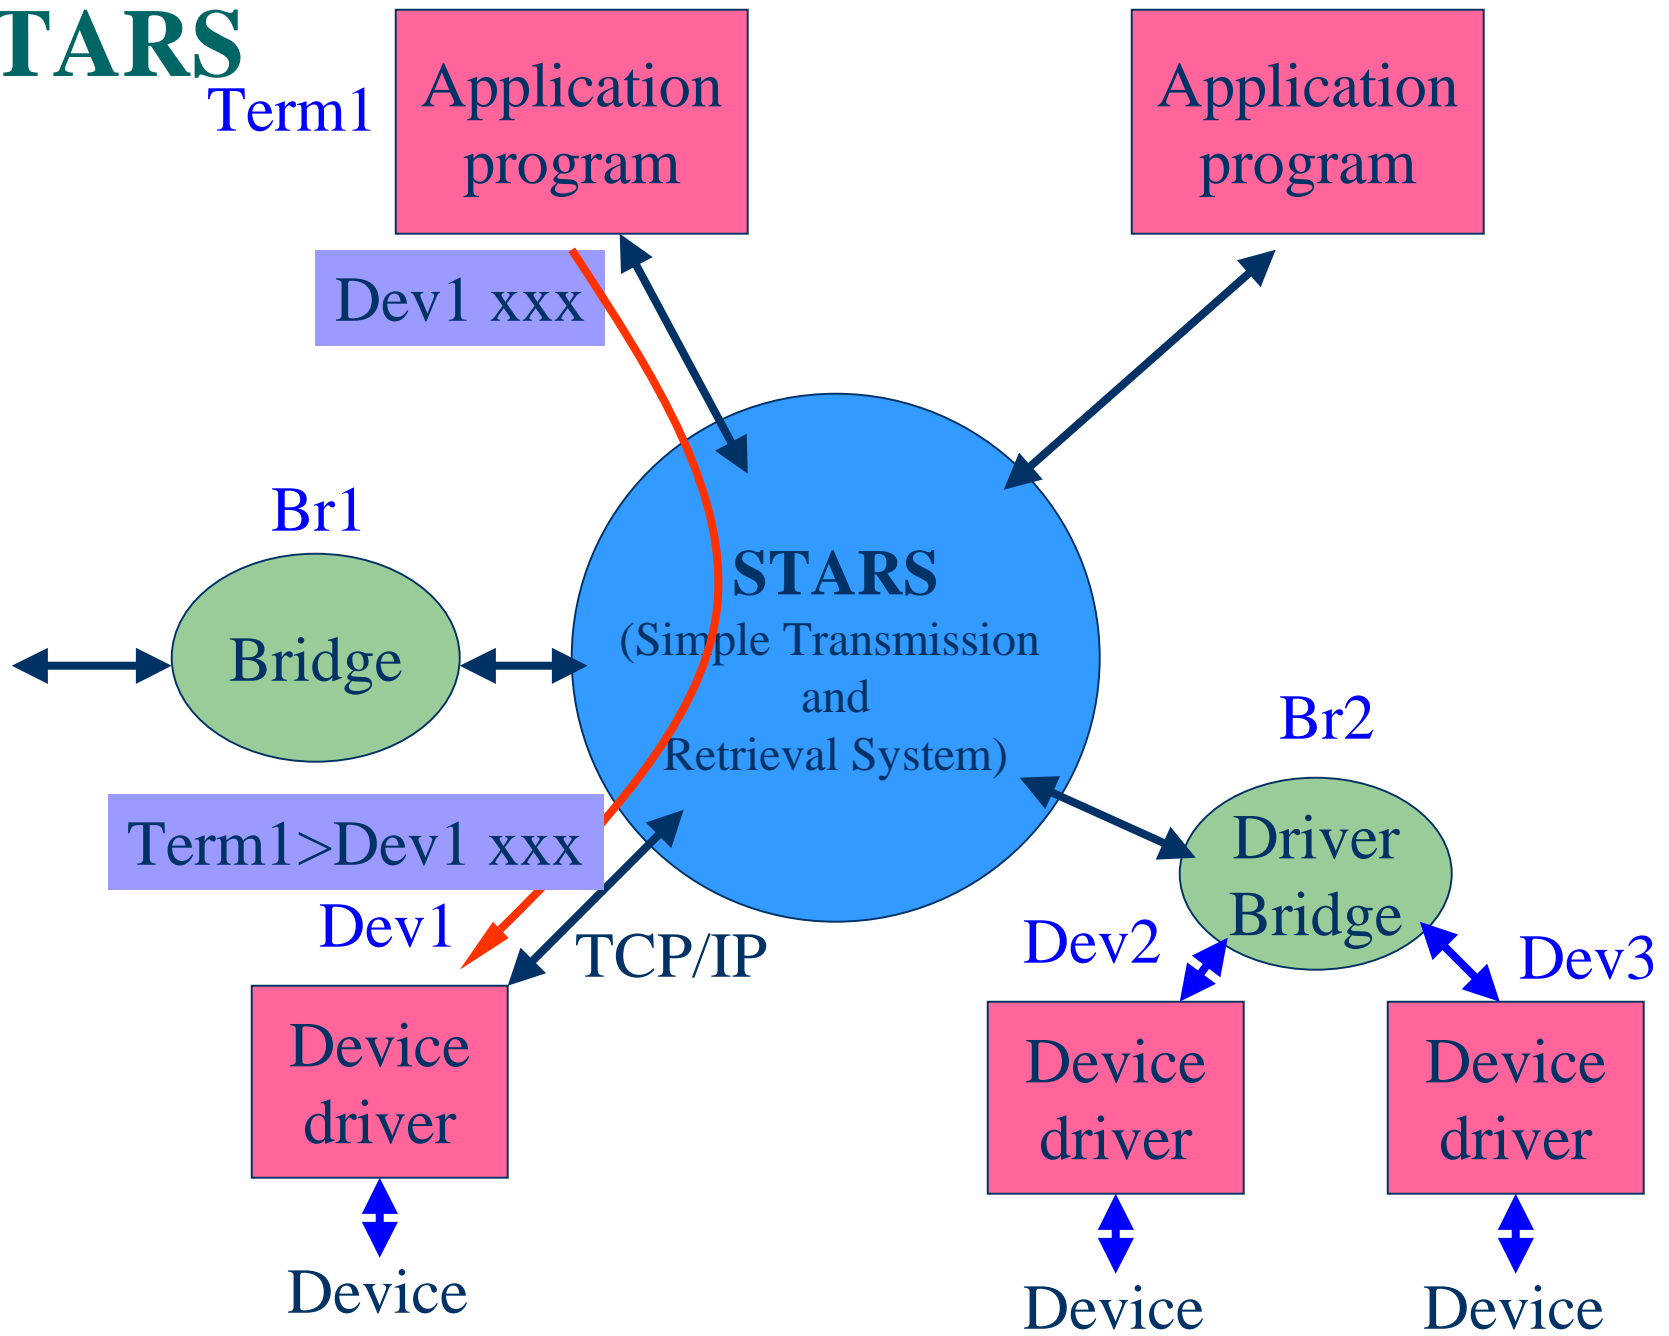 TARS
Term1
Application
program
Application
program
Dev1 xxx
Br1
Bridge
STARS
(Simple Transmission
and
Retrieval System)
Br2
Driver
Bridge
Term1>Dev1 xxx
Dev1
TCP/IP
Dev2
Dev3
Device
driver
Device
driver
Device
driver
Device
Device
Device